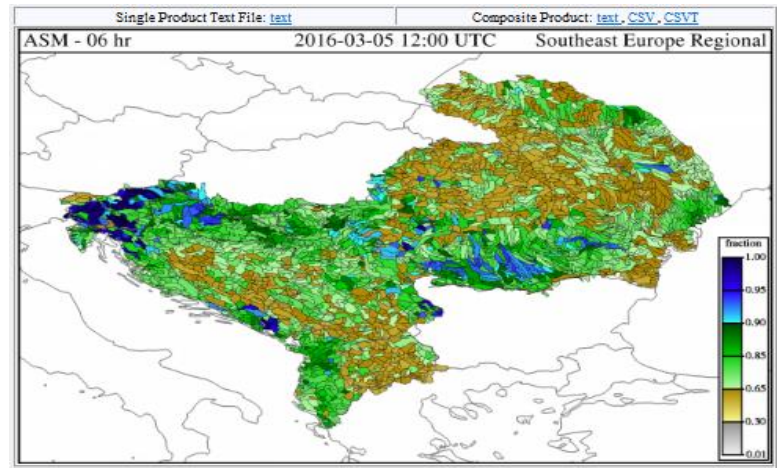 Single Product Text File: text
Composite Product: text , CSV , CSVT
ASM - 06 hr
2016-03-05 12:00 UTC
Southeast Europe Regional
fraction
1.00
0.95
0.90
0.85
0.65
0.30
0.01